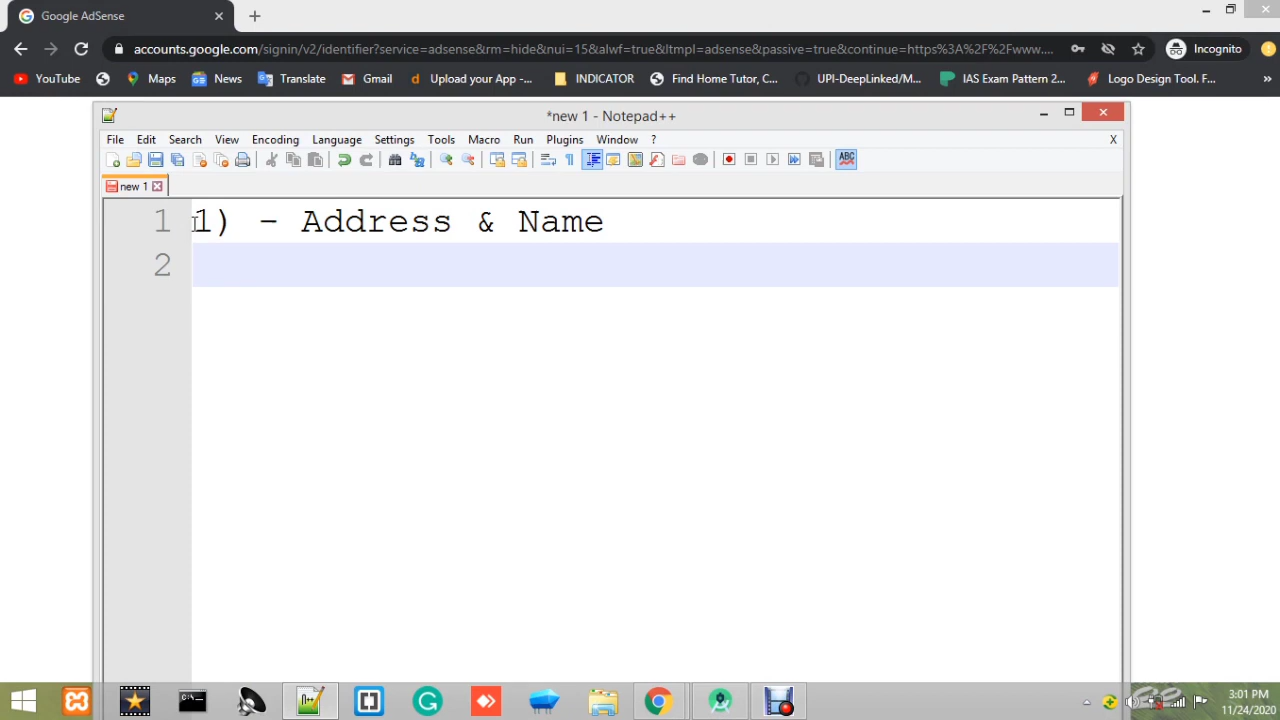 Google AdSense
accounts.google.com/signin/v2/identifier?service=adsense&rm=hide&nui=15&alwf=true&ltmpl=adsense&passive=true&continue=https%3A%2F%2Fwww....
Incognito
YouTube Maps News Translate Gmail Upload your App -... INDICATOR Find Home Tutor, C... UPI-DeepLinked/M... IAS Exam Pattern 2... Logo Design Tool. F... »
*new 1 - Notepad++
File Edit Search View Encoding Language Settings Tools Macro Run Plugins Window ? X
ABC
new 1
1 1) - Address & Name
2
3:01 PM
11/24/2020